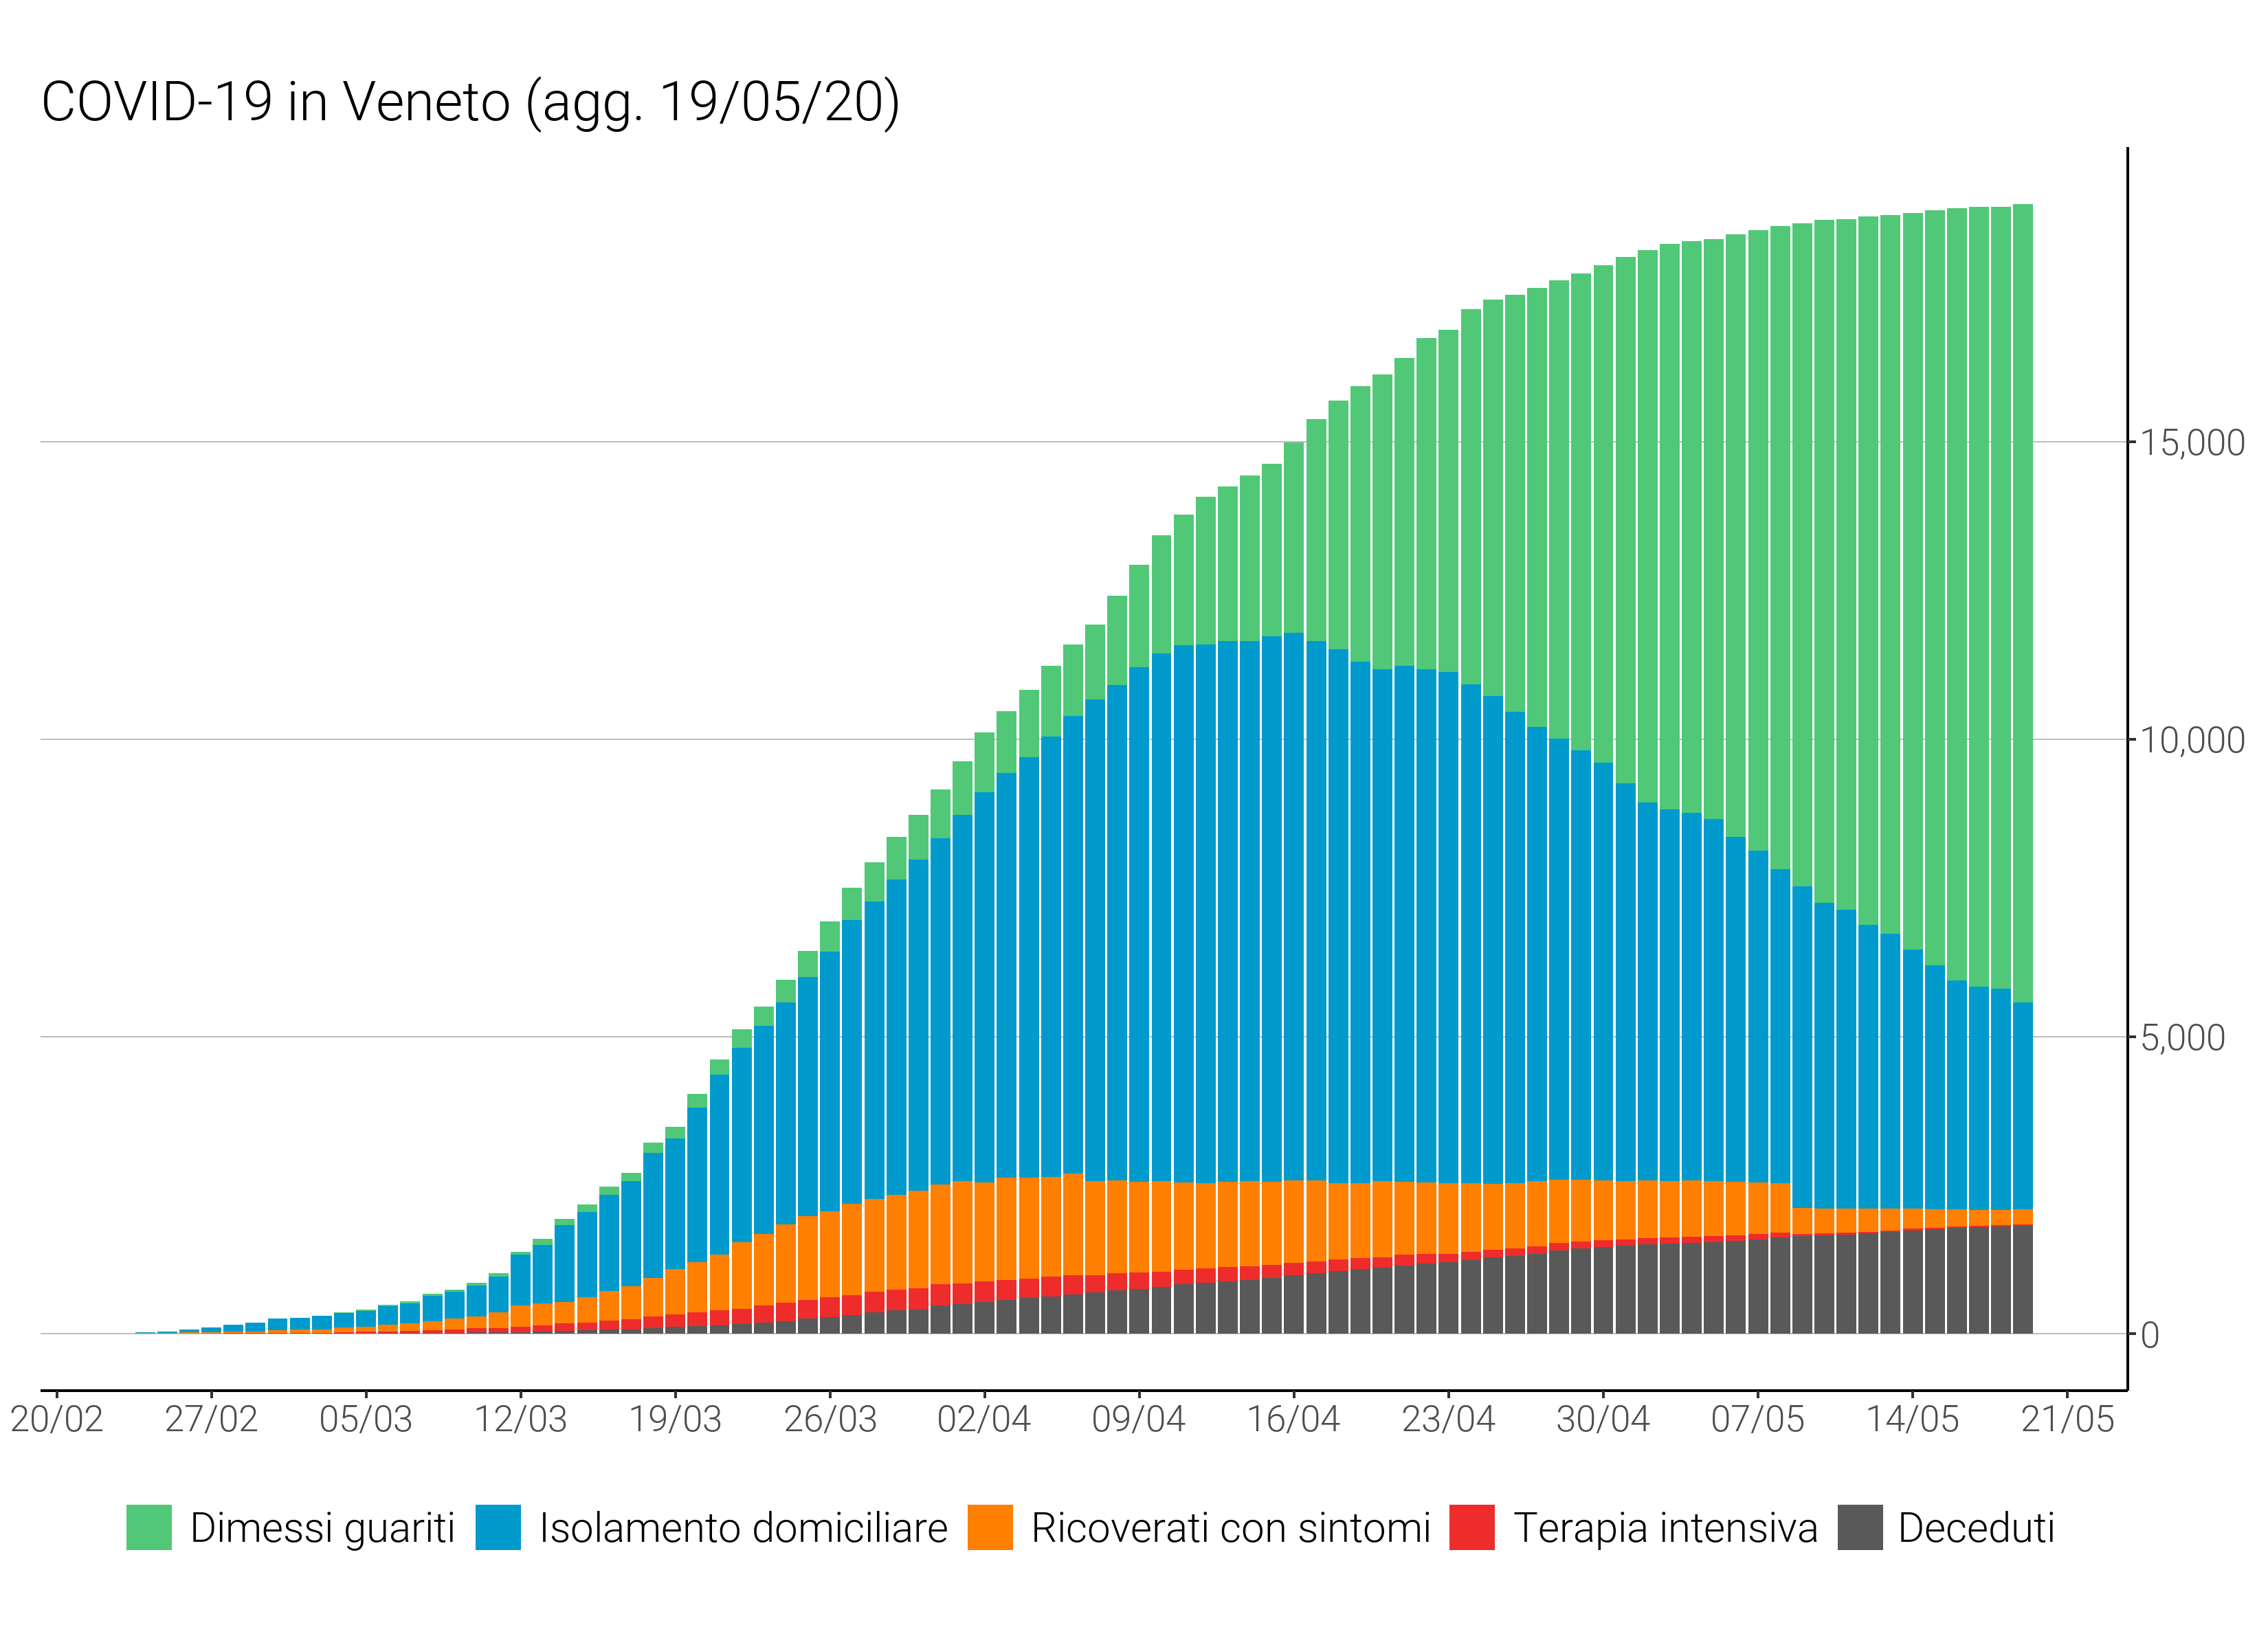 COVID-19 in Veneto (agg. 19/05/20)
15,000
10,000
5,000
0
20/02 27/02 05/03 12/03 19/03 26/03 02/04 09/04 16/04 23/04 30/04 07/05 14/05 21/05
Dimessi guariti Isolamento domiciliare Ricoverati con sintomi Terapia intensiva Deceduti